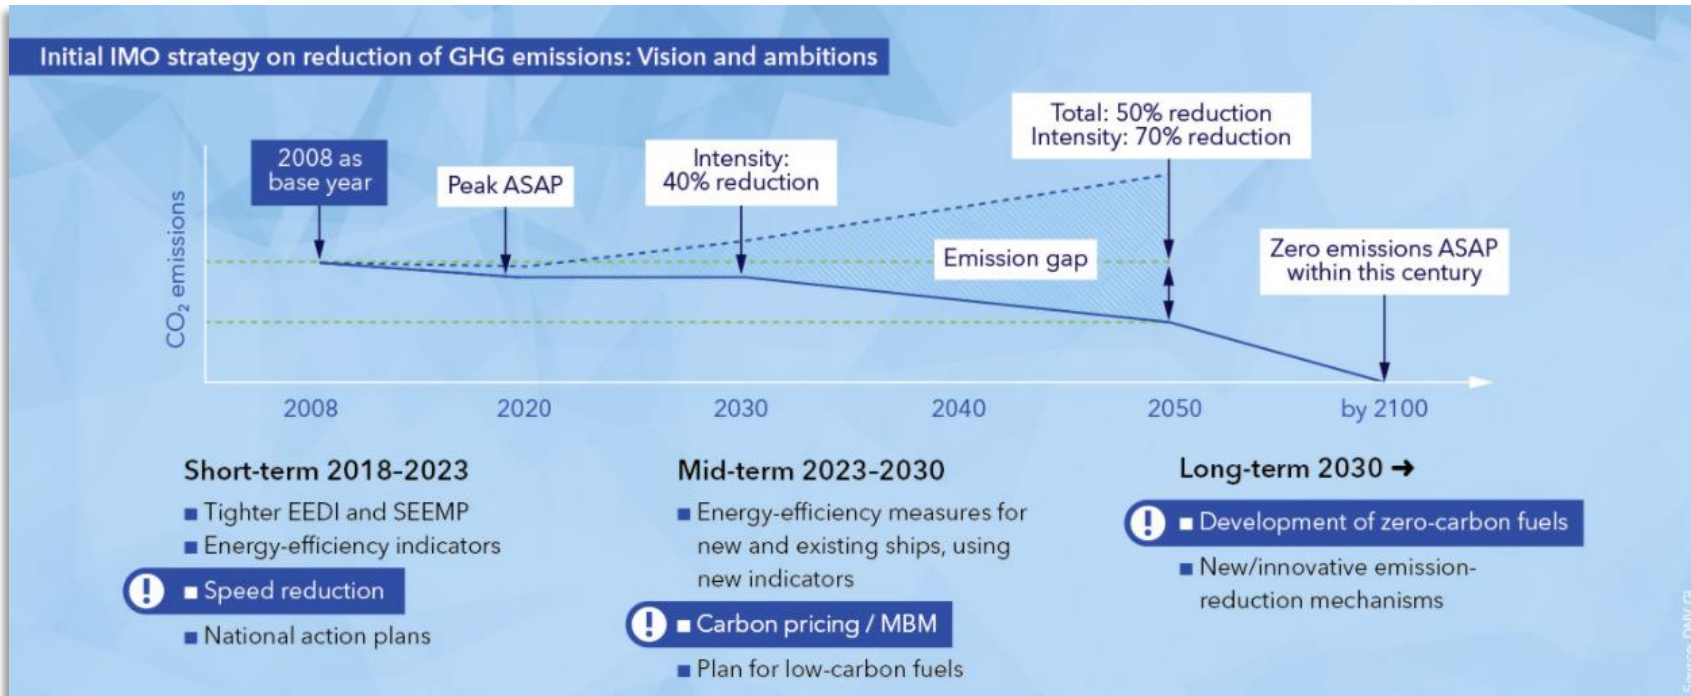 Initial IMO strategy on reduction of GHG emissions: Vision and ambitions
2008 as
base year
Peak ASAP
Intensity:
40% reduction
Total: 50% reduction
Intensity: 70% reduction
Emission gap
Zero emissions ASAP
within this century
CO₂ emissions
2008
2020
2030
2040
2050
by 2100
Short-term 2018–2023
■ Tighter EEDI and SEEMP
■ Energy-efficiency indicators
! ■ Speed reduction
■ National action plans
Mid-term 2023–2030
■ Energy-efficiency measures for
new and existing ships, using
new indicators
! ■ Carbon pricing / MBM
■ Plan for low-carbon fuels
Long-term 2030 ➔
! ■ Development of zero-carbon fuels
■ New/innovative emission-
reduction mechanisms
Source: DNV GL